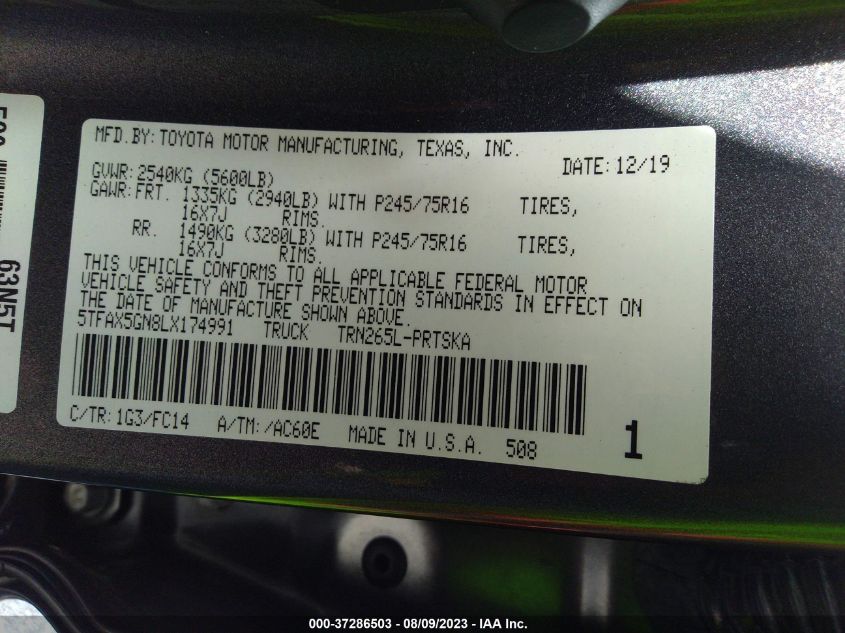 MFD.BY:TOYOTA MOTOR MANUFACTURING, TEXAS, INC.
DATE:12/19
GVWR:2540KG (5600LB)
GAWR:FRT. 1335KG (2940LB) WITH P245/75R16 TIRES,
16X7J RIMS.
RR. 1490KG (3280LB) WITH P245/75R16 TIRES,
16X7J RIMS.
THIS VEHICLE CONFORMS TO ALL APPLICABLE FEDERAL MOTOR
VEHICLE SAFETY AND THEFT PREVENTION STANDARDS IN EFFECT ON
THE DATE OF MANUFACTURE SHOWN ABOVE.
5TFAX5GN8LX174991 TRUCK TRN265L-PRTSKA
C/TR:1G3/FC14 A/TM:/AC60E MADE IN U.S.A. 508
1
63N5T
000-37286503 - 08/09/2023 - IAA Inc.